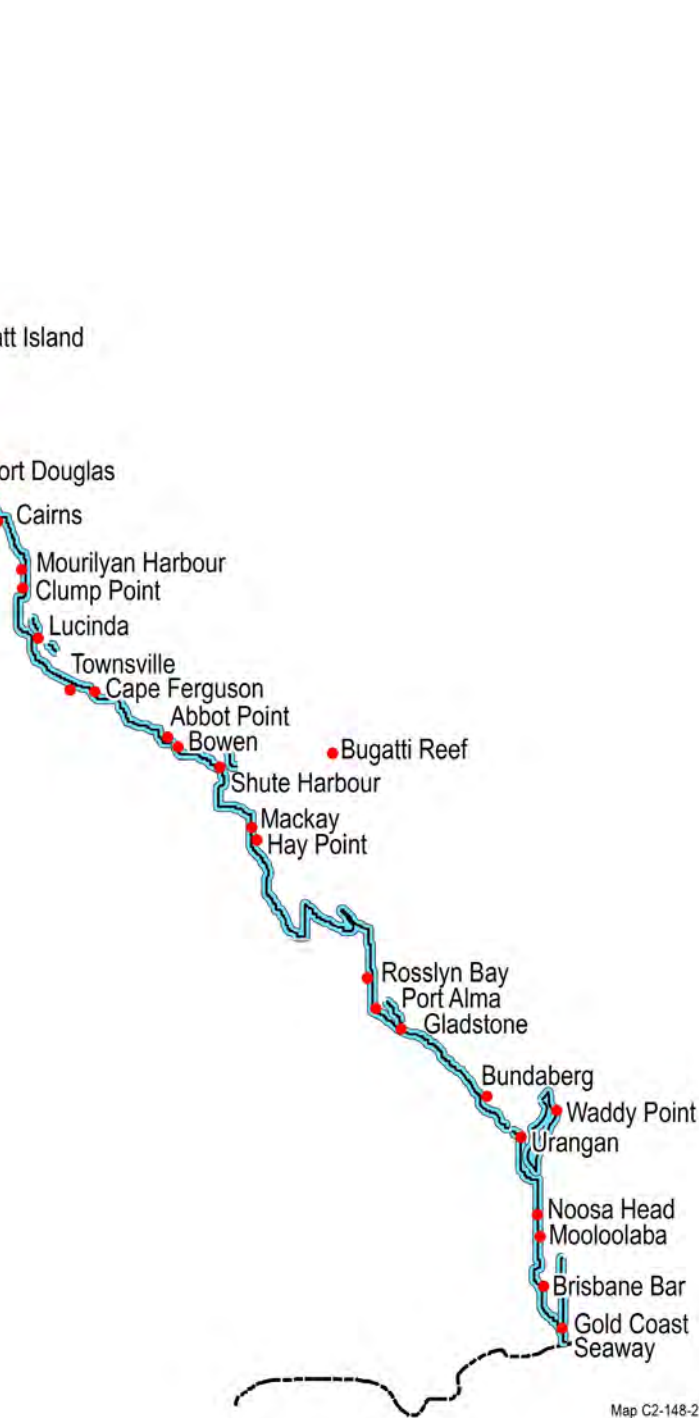 att Island
ort Douglas
Cairns
Mourilyan Harbour
Clump Point
Lucinda
Townsville
Cape Ferguson
Abbot Point
Bowen
Bugatti Reef
Shute Harbour
Mackay
Hay Point
Rosslyn Bay
Port Alma
Gladstone
Bundaberg
Waddy Point
Urangan
Noosa Head
Mooloolaba
Brisbane Bar
Gold Coast
Seaway
Map C2-148-2